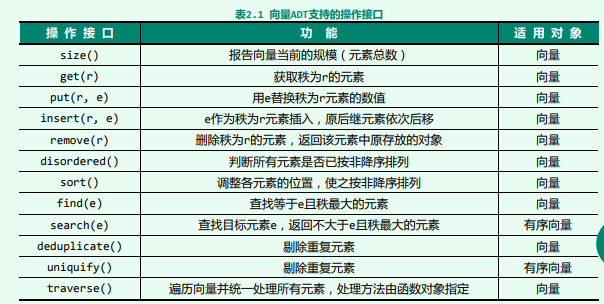 表2.1 向量ADT支持的操作接口
操 作 接 口 功 能 适 用 对 象
size() 报告向量当前的规模（元素总数） 向量
get(r) 获取秩为r的元素 向量
put(r, e) 用e替换秩为r元素的数值 向量
insert(r, e) e作为秩为r元素插入，原后继元素依次后移 向量
remove(r) 删除秩为r的元素，返回该元素中原存放的对象 向量
disordered() 判断所有元素是否已按非降序排列 向量
sort() 调整各元素的位置，使之按非降序排列 向量
find(e) 查找等于e且秩最大的元素 向量
search(e) 查找目标元素e，返回不大于e且秩最大的元素 有序向量
deduplicate() 剔除重复元素 向量
uniquify() 剔除重复元素 有序向量
traverse() 遍历向量并统一处理所有元素，处理方法由函数对象指定 向量